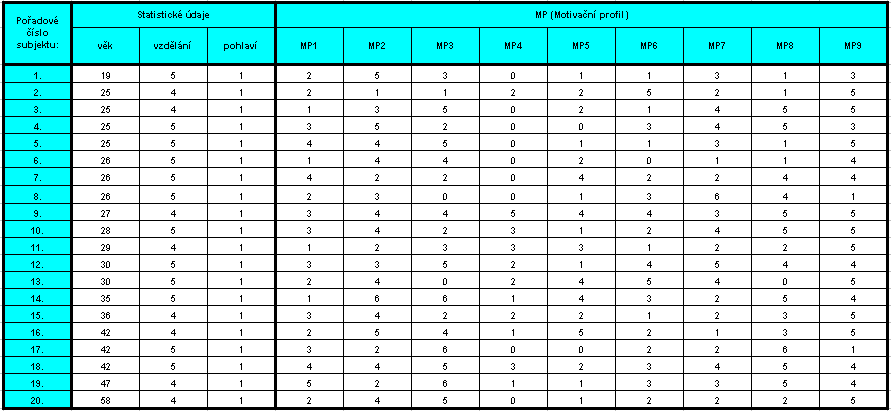 Pořadové číslo subjektu: Statistické údaje MP (Motivační profil)
věk vzdělání pohlaví MP1 MP2 MP3 MP4 MP5 MP6 MP7 MP8 MP9
1. 19 5 1 2 5 3 0 1 1 3 1 3
2. 25 4 1 2 1 1 2 2 5 2 1 5
3. 25 4 1 1 3 5 0 2 1 4 5 5
4. 25 5 1 3 5 2 0 0 3 4 5 3
5. 25 5 1 4 4 5 0 1 1 3 1 5
6. 26 5 1 1 4 4 0 2 0 1 1 4
7. 26 5 1 4 2 2 0 4 2 2 4 4
8. 26 5 1 2 3 0 0 1 3 6 4 1
9. 27 4 1 3 4 4 5 4 4 3 5 5
10. 28 5 1 3 4 2 3 1 2 4 5 5
11. 29 4 1 1 2 3 3 3 1 2 2 5
12. 30 5 1 3 3 5 2 1 4 5 4 4
13. 30 5 1 2 4 0 2 4 5 4 0 5
14. 35 5 1 1 6 6 1 4 3 2 5 4
15. 36 4 1 3 4 2 2 2 1 2 3 5
16. 42 4 1 2 5 4 1 5 2 1 3 5
17. 42 5 1 3 2 6 0 0 2 2 6 1
18. 42 5 1 4 4 5 3 2 3 4 5 4
19. 47 4 1 5 2 6 1 1 3 3 5 4
20. 58 4 1 2 4 5 0 1 2 2 2 5